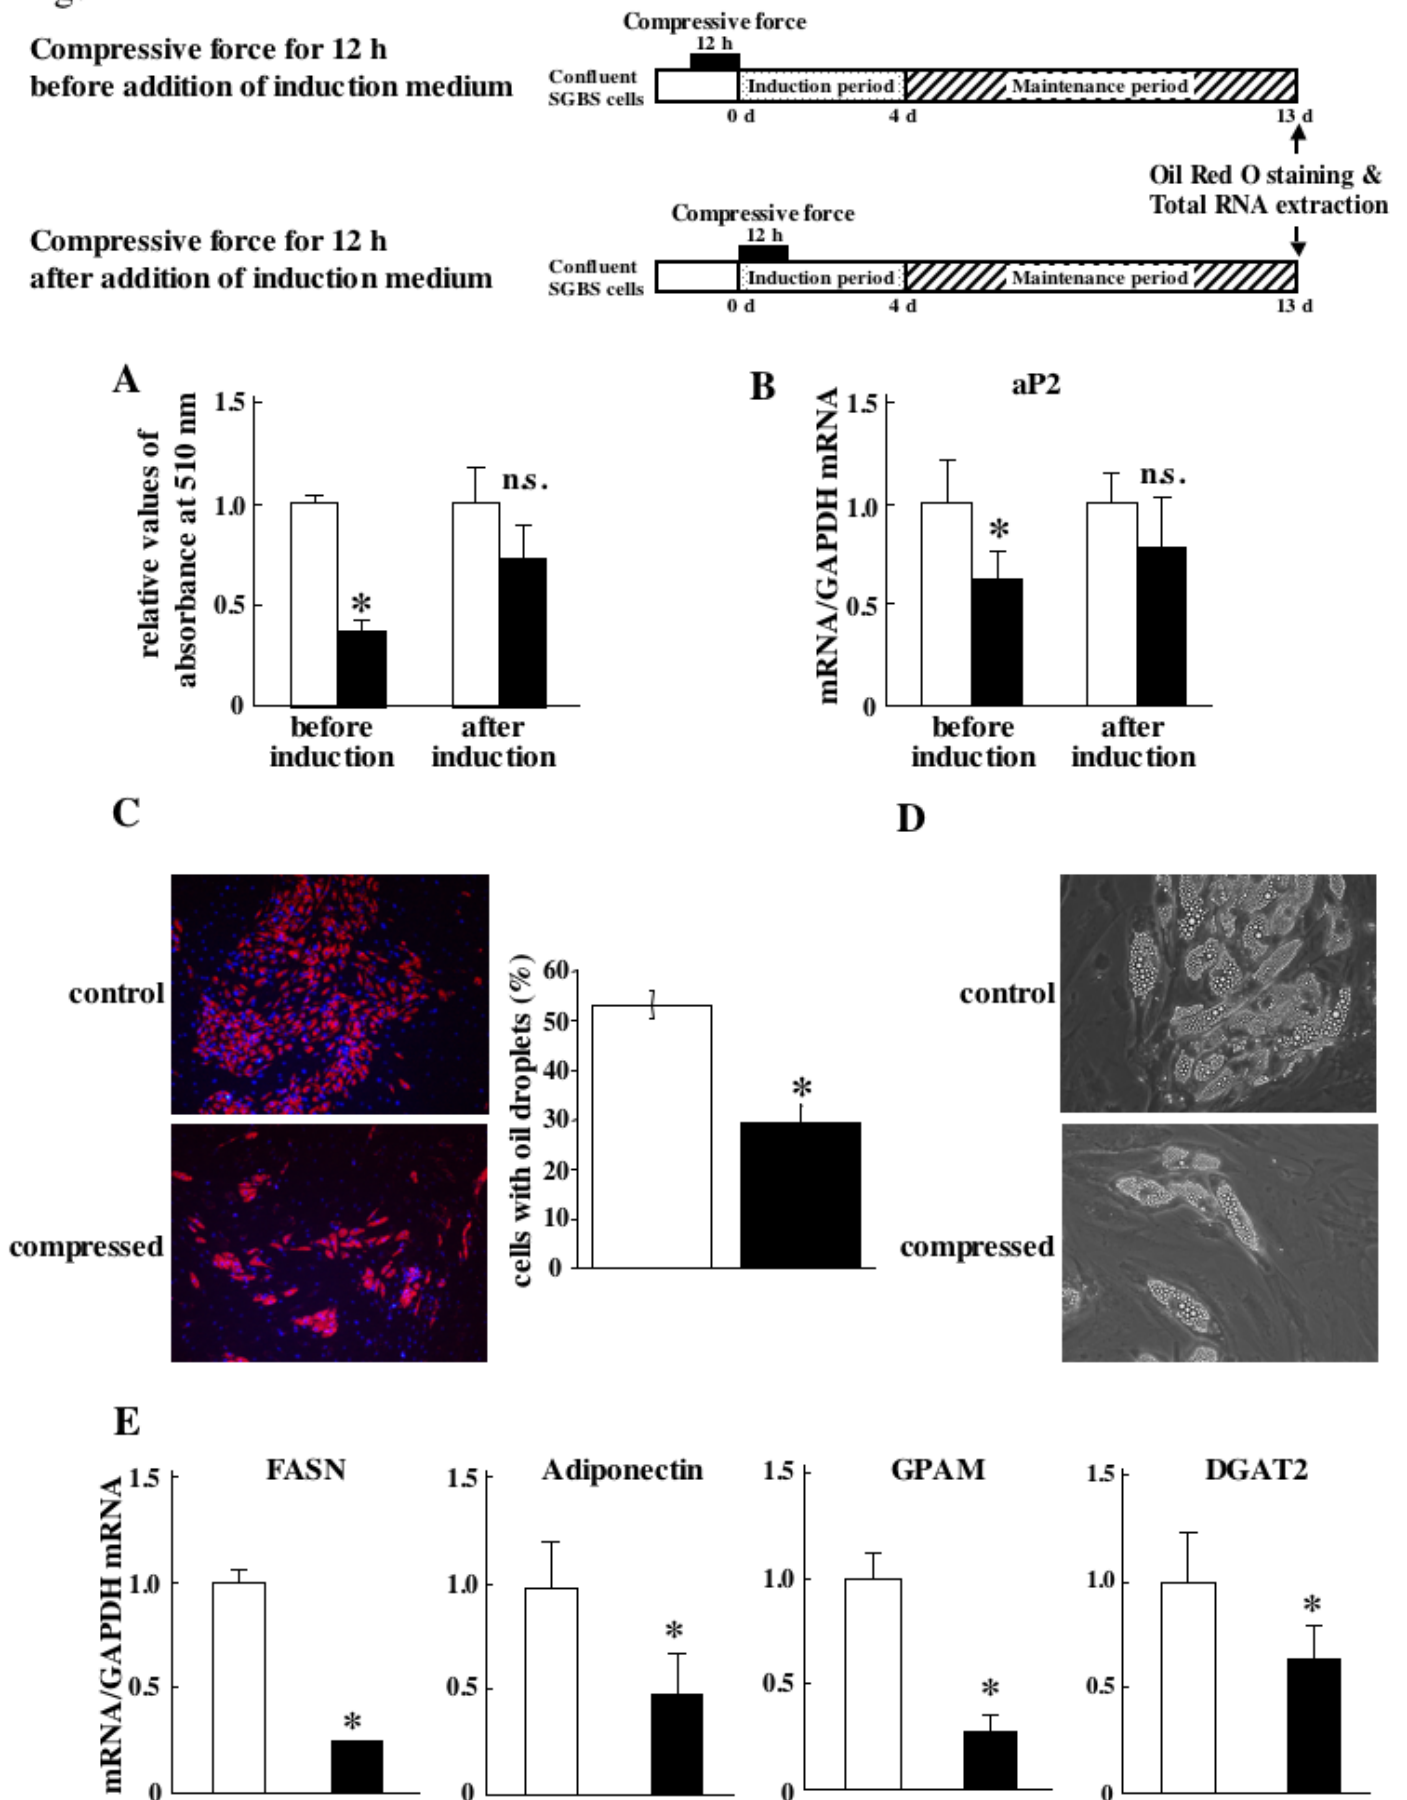 Compressive force for 12 h
before addition of induction medium
Compressive force
12 h
Confluent
SGBS cells
Induction period
Maintenance period
0 d
4 d
13 d
Oil Red O staining &
Total RNA extraction
Compressive force for 12 h
after addition of induction medium
Compressive force
12 h
Confluent
SGBS cells
Induction period
Maintenance period
0 d
4 d
13 d
A
relative values of
absorbance at 510 nm
1.5
1.0
0.5
0
*
n.s.
before
induction
after
induction
B
aP2
mRNA/GAPDH mRNA
1.5
1.0
0.5
0
*
n.s.
before
induction
after
induction
C
control
compressed
cells with oil droplets (%)
60
50
40
30
20
10
0
*
D
control
compressed
E
mRNA/GAPDH mRNA
FASN
1.5
1.0
0.5
0
*
Adiponectin
1.5
1.0
0.5
0
*
GPAM
1.5
1.0
0.5
0
*
DGAT2
1.5
1.0
0.5
0
*